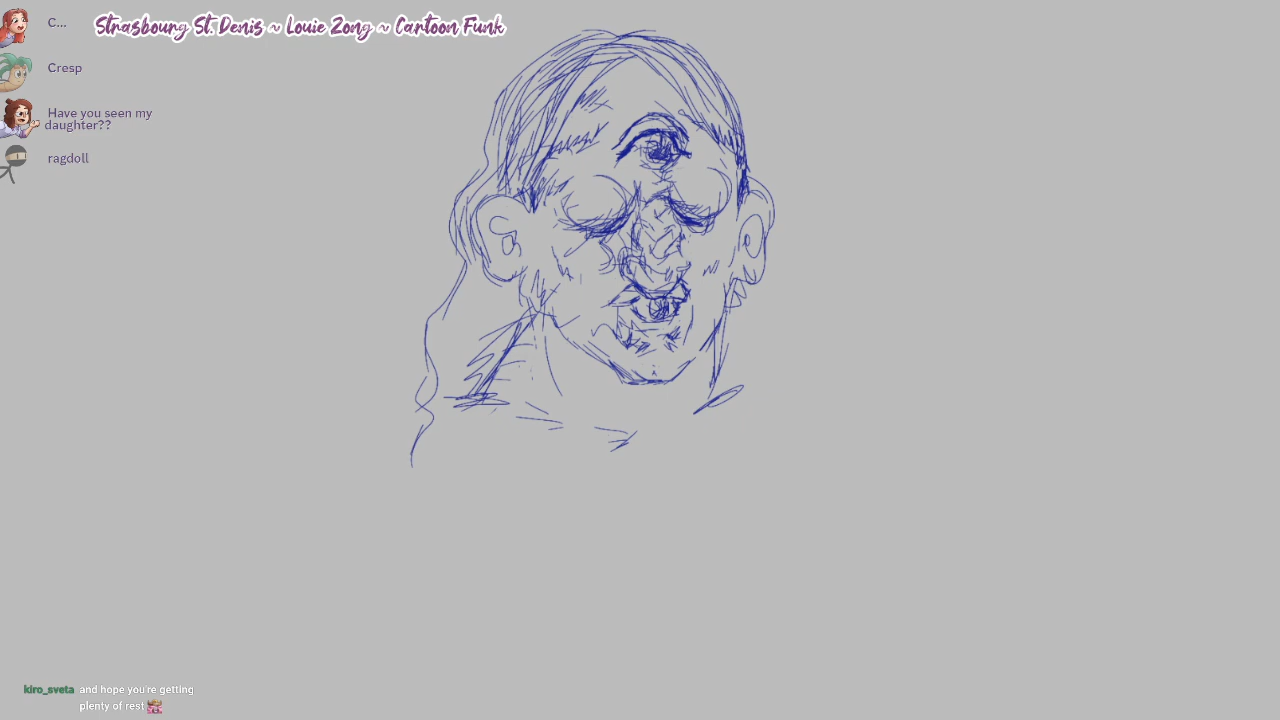 C...
Strasbourg St. Denis ~ Louie Zong ~ Cartoon Funk
Cresp
Have you seen my
daughter??
ragdoll
kiro_sveta and hope you're getting
plenty of rest